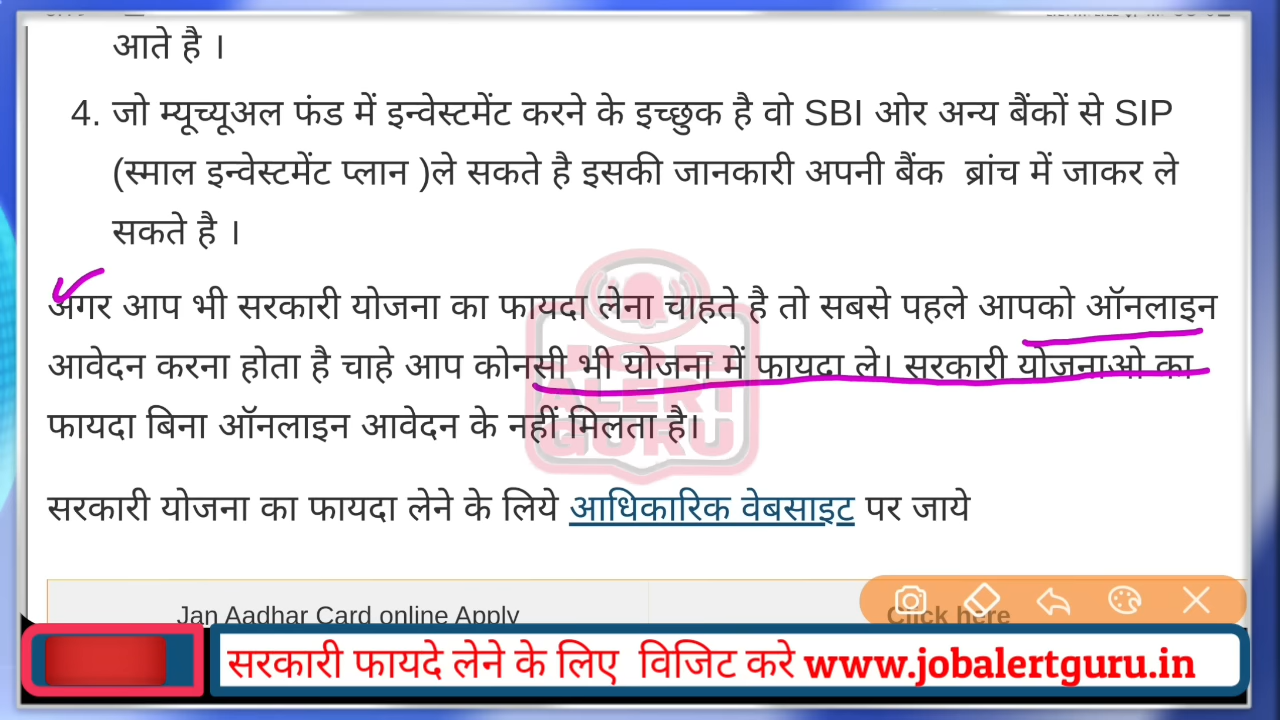 आते है ।
4. जो म्यूच्यूअल फंड में इन्वेस्टमेंट करने के इच्छुक है वो SBI ओर अन्य बैंकों से SIP
(स्माल इन्वेस्टमेंट प्लान )ले सकते है इसकी जानकारी अपनी बैंक ब्रांच में जाकर ले
सकते है ।
अगर आप भी सरकारी योजना का फायदा लेना चाहते है तो सबसे पहले आपको ऑनलाइन
आवेदन करना होता है चाहे आप कोनसी भी योजना में फायदा ले। सरकारी योजनाओ का
फायदा बिना ऑनलाइन आवेदन के नहीं मिलता है।
ALERT
GURU
सरकारी योजना का फायदा लेने के लिये आधिकारिक वेबसाइट पर जाये
Jan Aadhar Card online Apply Click here
सरकारी फायदे लेने के लिए विजिट करे www.jobalertguru.in